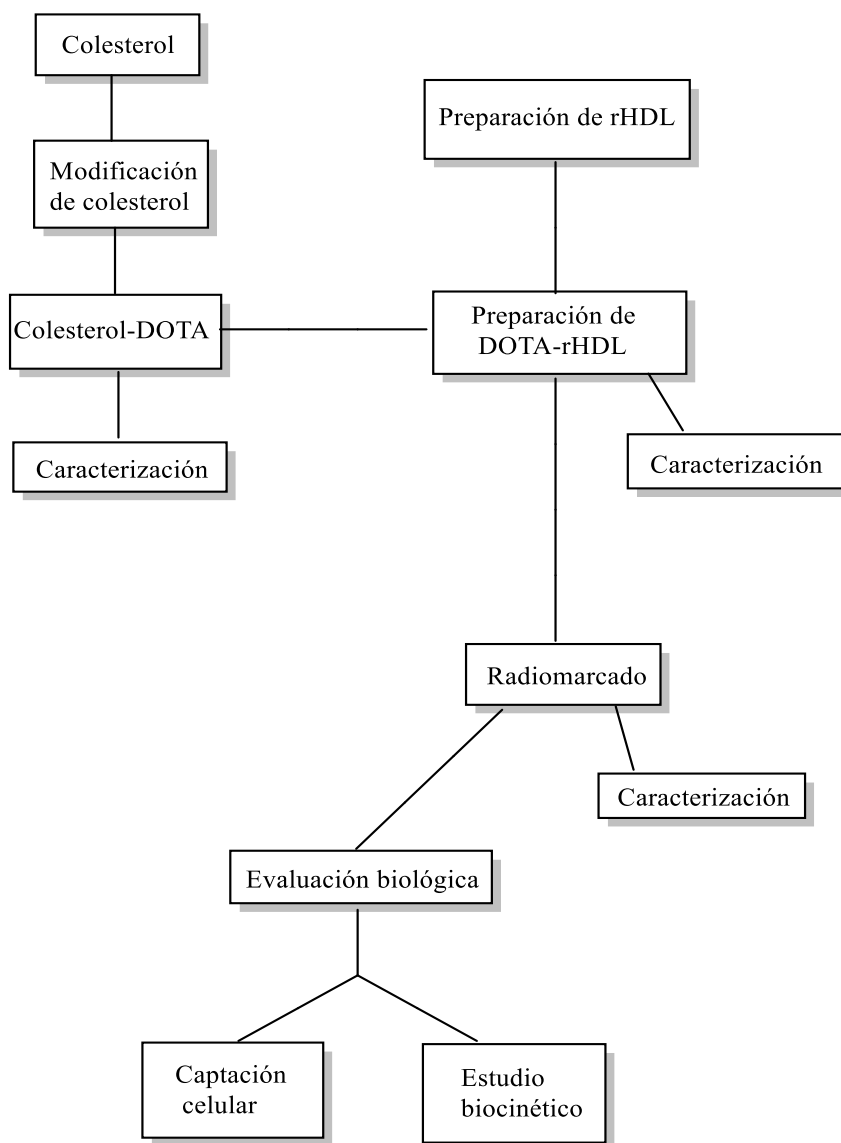 Colesterol
Preparación de rHDL
Modificación
de colesterol
Colesterol-DOTA
Preparación de
DOTA-rHDL
Caracterización
Caracterización
Radiomarcado
Caracterización
Evaluación biológica
Captación
celular
Estudio
biocinético